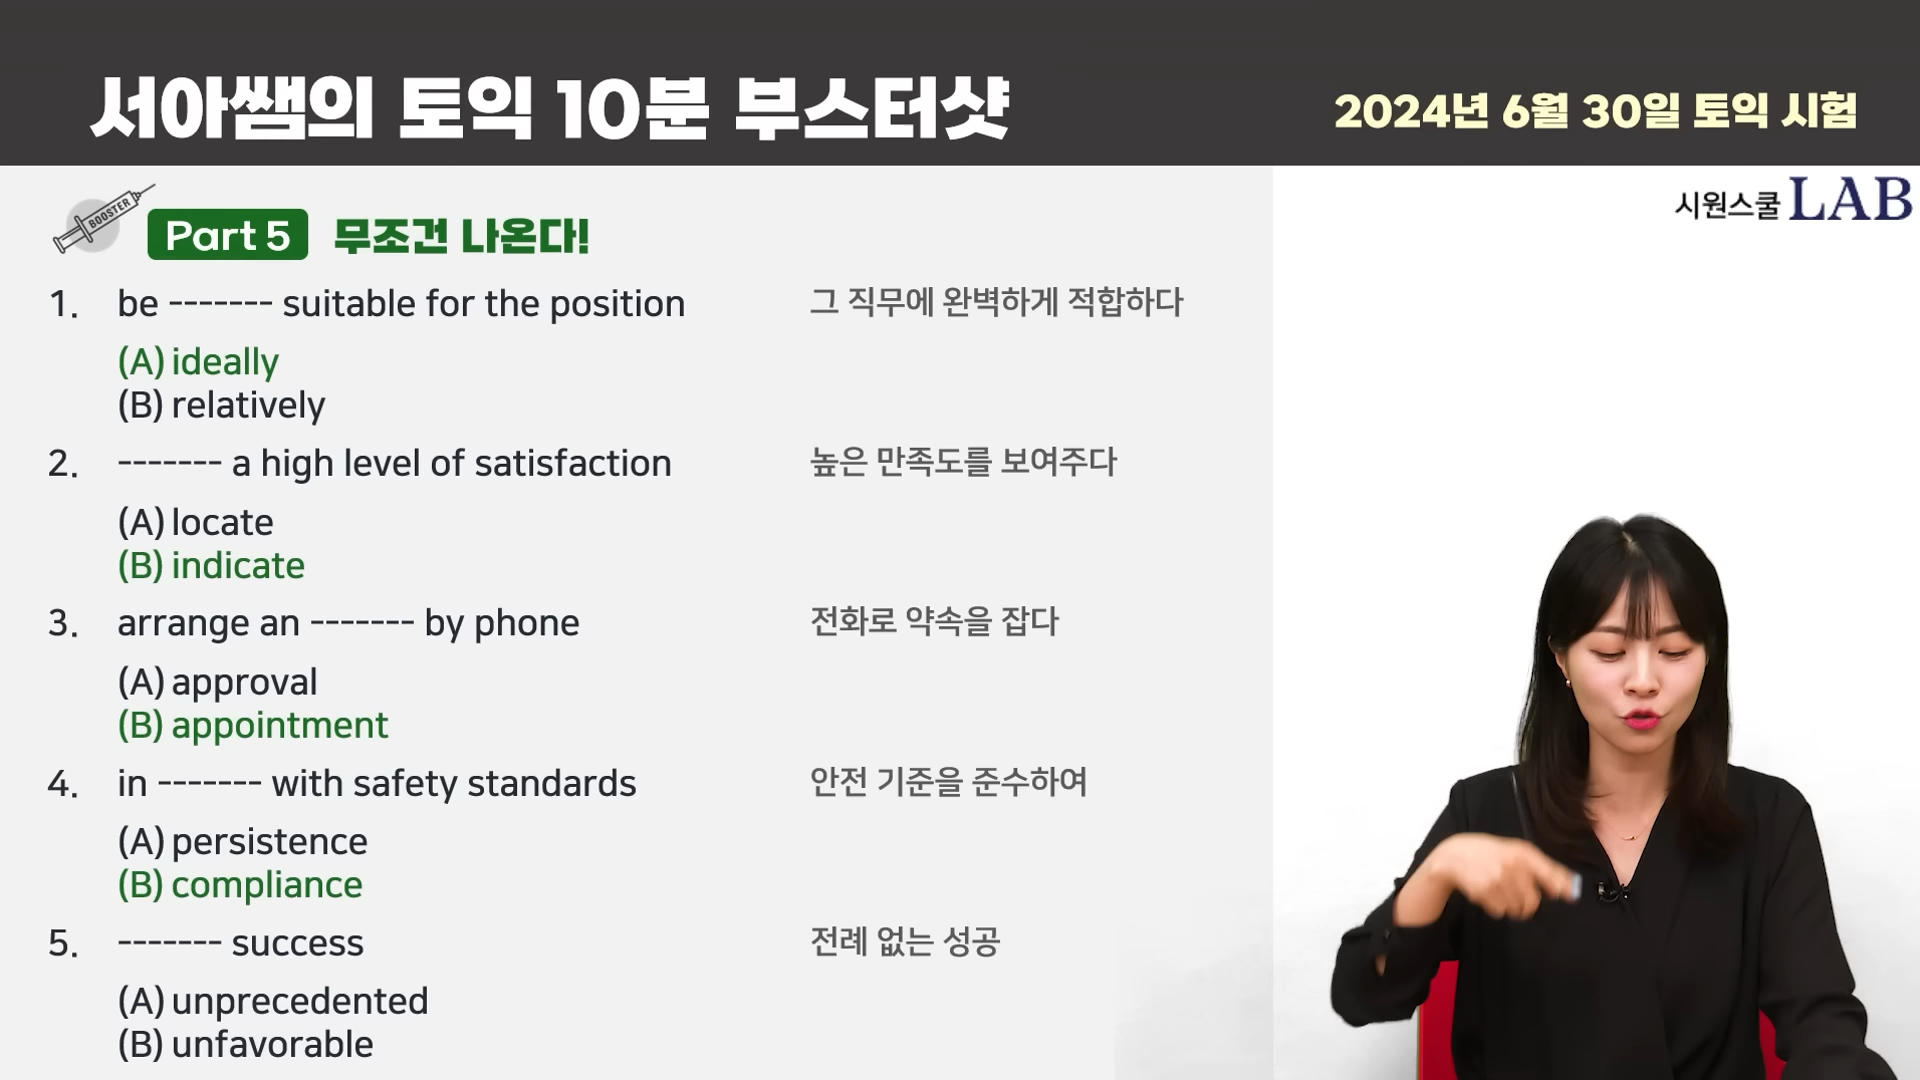 서아쌤의 토익 10분 부스터샷
2024년 6월 30일 토익 시험
시원스쿨 LAB
BOOSTER
Part 5 무조건 나온다!
1. be ------- suitable for the position 그 직무에 완벽하게 적합하다
(A) ideally
(B) relatively
2. ------- a high level of satisfaction 높은 만족도를 보여주다
(A) locate
(B) indicate
3. arrange an ------- by phone 전화로 약속을 잡다
(A) approval
(B) appointment
4. in ------- with safety standards 안전 기준을 준수하여
(A) persistence
(B) compliance
5. ------- success 전례 없는 성공
(A) unprecedented
(B) unfavorable